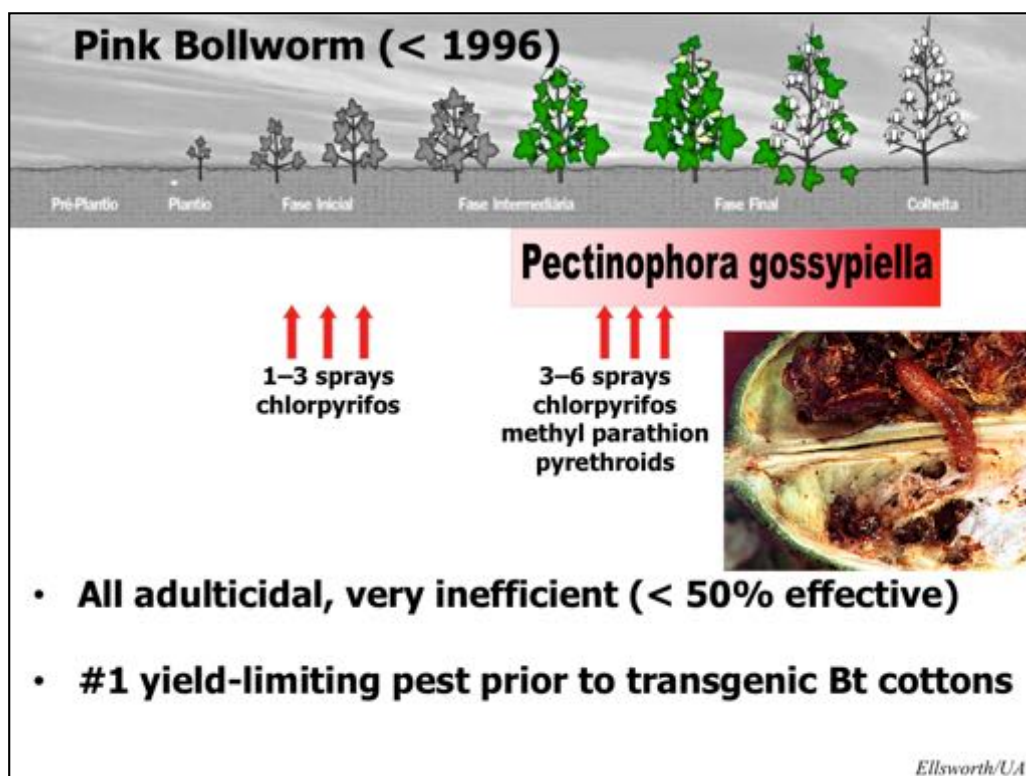 Pink Bollworm (< 1996)
Pré-Plantio Plantio Fase Inicial Fase Intermediária Fase Final Colheita
Pectinophora gossypiella
1–3 sprays
chlorpyrifos
3–6 sprays
chlorpyrifos
methyl parathion
pyrethroids
• All adulticidal, very inefficient (< 50% effective)
• #1 yield-limiting pest prior to transgenic Bt cottons
Ellsworth/UA